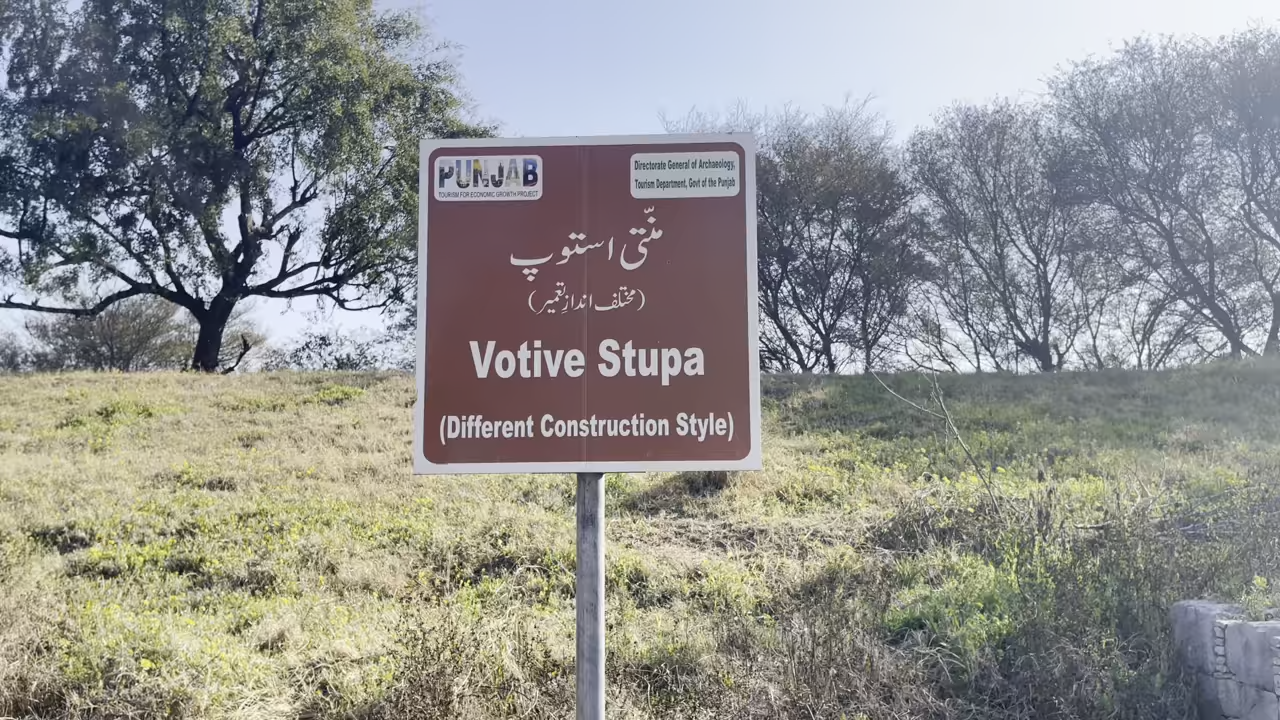 PUNJAB
TOURISM FOR ECONOMIC GROWTH PROJECT
Directorate General of Archaeology,
Tourism Department, Govt of the Punjab
منّتی استوپ
(مختلف اندازِ تعمیر)
Votive Stupa
(Different Construction Style)